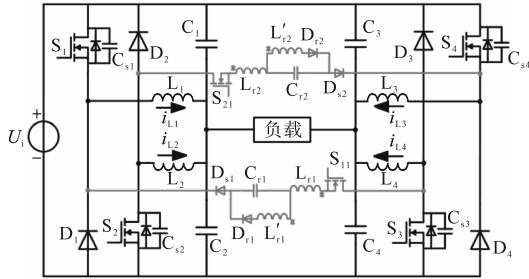 S1
Cs1
D2
C1
L′r2
Dr2
C3
D3
S4
Cs4
Lr2
Cr2
Ds2
S21
L1
iL1
L3
iL3
Ui
+
−
负载
iL2
L2
iL4
L4
Ds1
Cr1
Lr1
S11
Dr1
L′r1
D1
S2
Cs2
C2
C4
S3
Cs3
D4